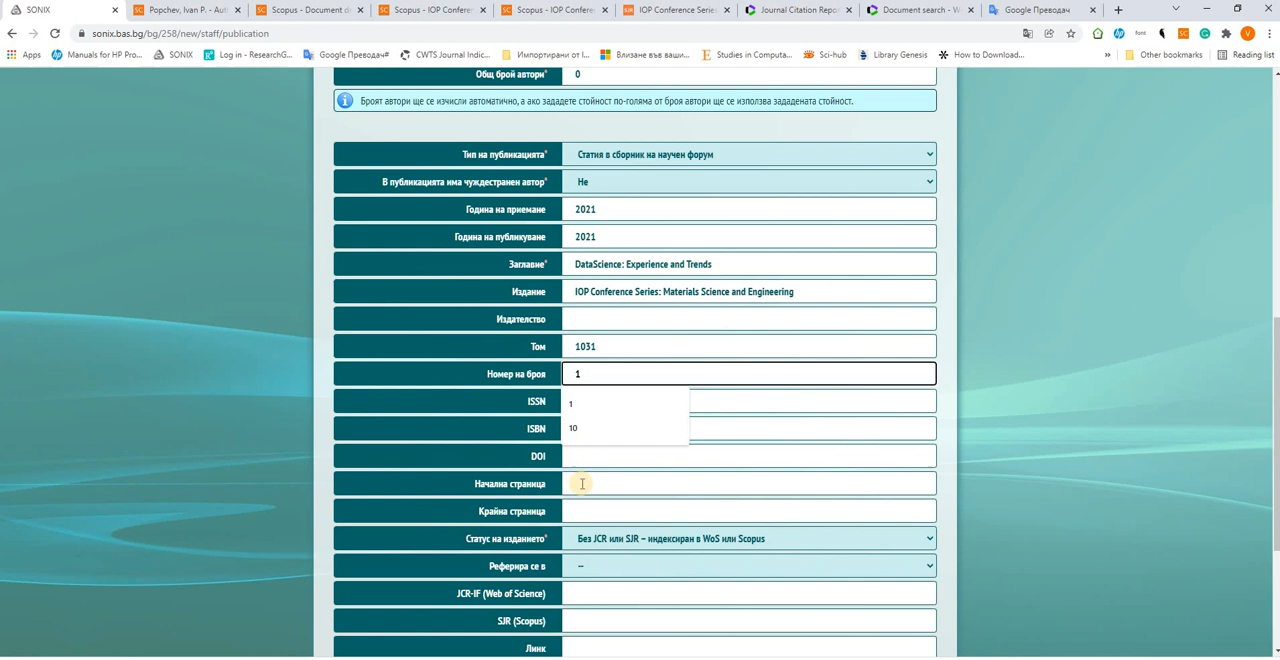 SONIX
Popchev, Ivan P. - Aut
Scopus - Document de
Scopus - IOP Conferen
Scopus - IOP Conferen
IOP Conference Series:
Journal Citation Repor
Document search - We
Google Преводач
sonix.bas.bg/bg/258/new/staff/publication
Apps
Manuals for HP Pro...
SONIX
Log in - ResearchG...
Google Преводач#
CWTS Journal Indic...
Импортирани от I...
Влизане във ваши...
Studies in Computa...
Sci-hub
Library Genesis
How to Download...
»
Other bookmarks
Reading list
Общ брой автори* 0
Броят автори ще се изчисли автоматично, а ако зададете стойност по-голяма от броя автори ще се използва зададената стойност.
Тип на публикацията* Статия в сборник на научен форум
В публикацията има чуждестранен автор* Не
Година на приемане 2021
Година на публикуване 2021
Заглавие* DataScience: Experience and Trends
Издание IOP Conference Series: Materials Science and Engineering
Издателство
Том 1031
Номер на броя 1
ISSN
1
ISBN
10
DOI
Начална страница
Крайна страница
Статус на изданието* Без JCR или SJR – индексиран в WoS или Scopus
Реферира се в --
JCR-IF (Web of Science)
SJR (Scopus)
Линк